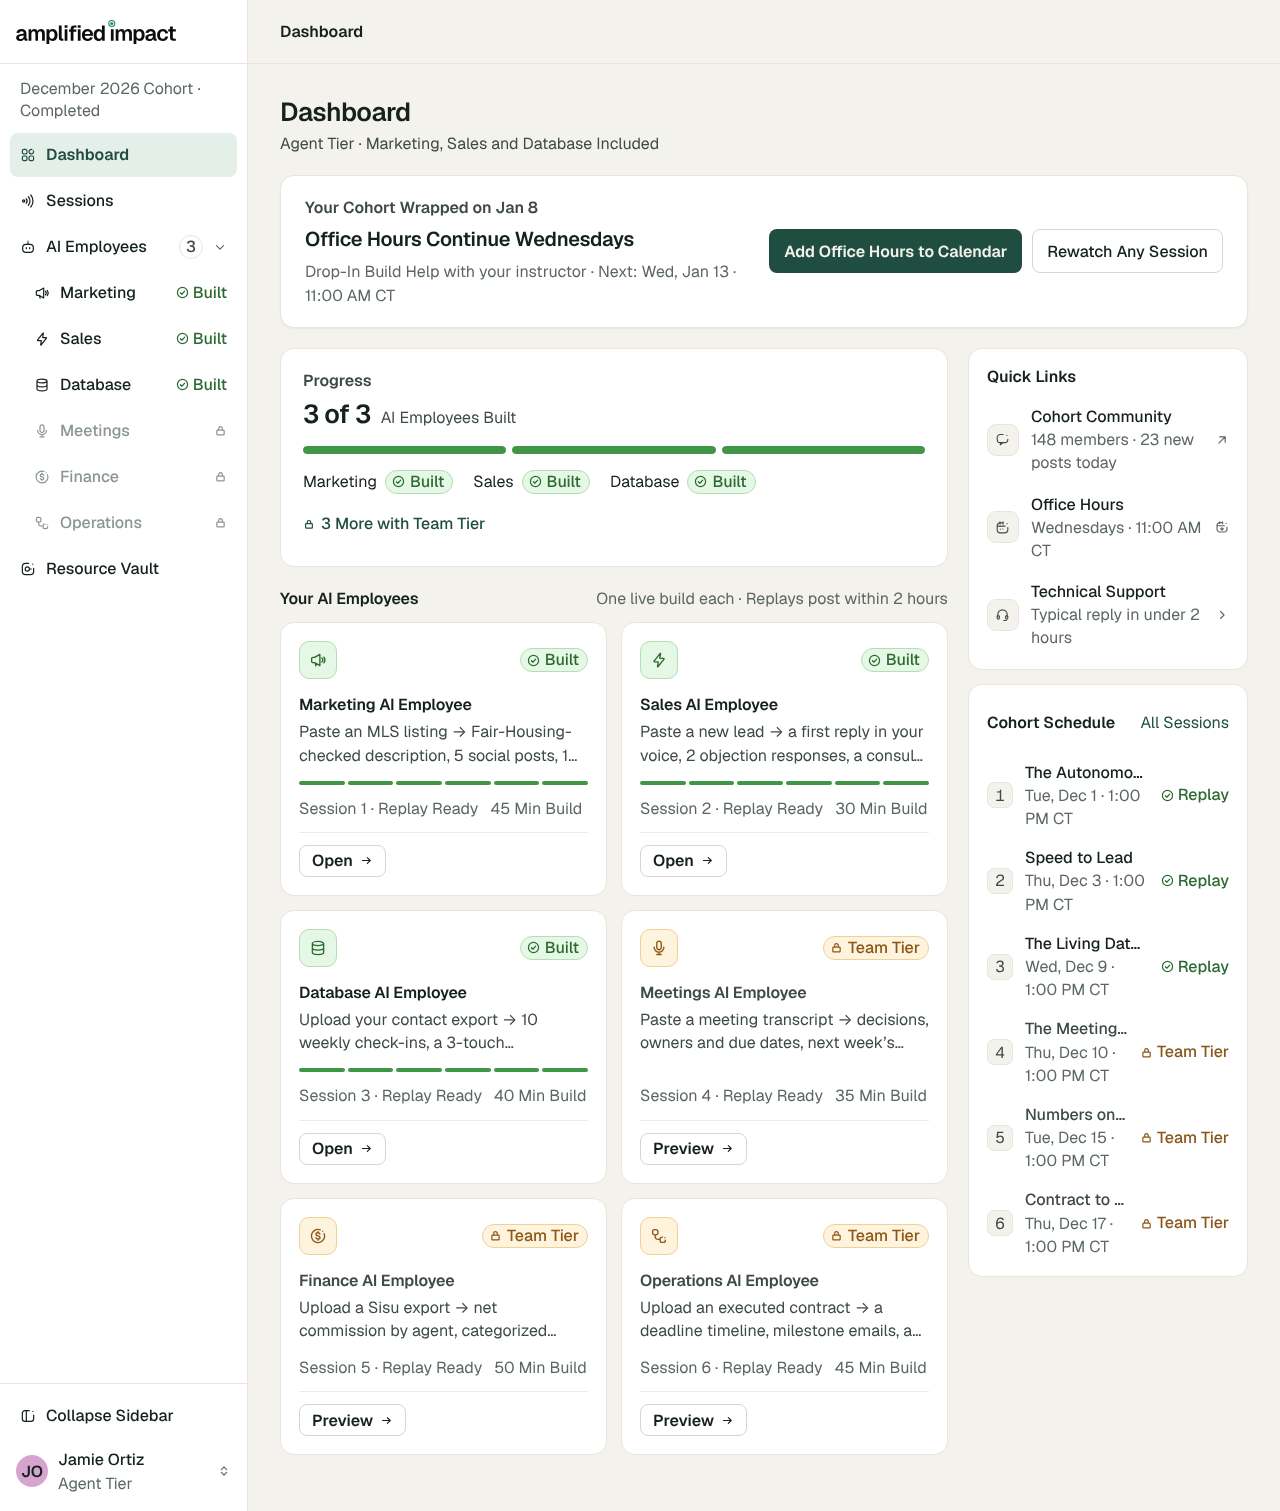 amplified impact
December 2026 Cohort ·
Completed
Dashboard
Sessions
AI Employees 3
Marketing Built
Sales Built
Database Built
Meetings
Finance
Operations
Resource Vault
Collapse Sidebar
JO
Jamie Ortiz
Agent Tier
Dashboard
Dashboard
Agent Tier · Marketing, Sales and Database Included
Your Cohort Wrapped on Jan 8
Office Hours Continue Wednesdays
Drop-In Build Help with your instructor · Next: Wed, Jan 13 ·
11:00 AM CT
Add Office Hours to Calendar
Rewatch Any Session
Progress
3 of 3 AI Employees Built
Marketing Built Sales Built Database Built
3 More with Team Tier
Your AI Employees
One live build each · Replays post within 2 hours
Built
Marketing AI Employee
Paste an MLS listing → Fair-Housing-
checked description, 5 social posts, 1...
Session 1 · Replay Ready 45 Min Build
Open →
Built
Sales AI Employee
Paste a new lead → a first reply in your
voice, 2 objection responses, a consul...
Session 2 · Replay Ready 30 Min Build
Open →
Built
Database AI Employee
Upload your contact export → 10
weekly check-ins, a 3-touch...
Session 3 · Replay Ready 40 Min Build
Open →
Team Tier
Meetings AI Employee
Paste a meeting transcript → decisions,
owners and due dates, next week's...
Session 4 · Replay Ready 35 Min Build
Preview →
Team Tier
Finance AI Employee
Upload a Sisu export → net
commission by agent, categorized...
Session 5 · Replay Ready 50 Min Build
Preview →
Team Tier
Operations AI Employee
Upload an executed contract → a
deadline timeline, milestone emails, a...
Session 6 · Replay Ready 45 Min Build
Preview →
Quick Links
Cohort Community
148 members · 23 new
posts today
Office Hours
Wednesdays · 11:00 AM
CT
Technical Support
Typical reply in under 2
hours
Cohort Schedule All Sessions
1
The Autonomo...
Tue, Dec 1 · 1:00
PM CT
Replay
2
Speed to Lead
Thu, Dec 3 · 1:00
PM CT
Replay
3
The Living Dat...
Wed, Dec 9 ·
1:00 PM CT
Replay
4
The Meeting...
Thu, Dec 10 ·
1:00 PM CT
Team Tier
5
Numbers on...
Tue, Dec 15 ·
1:00 PM CT
Team Tier
6
Contract to ...
Thu, Dec 17 ·
1:00 PM CT
Team Tier